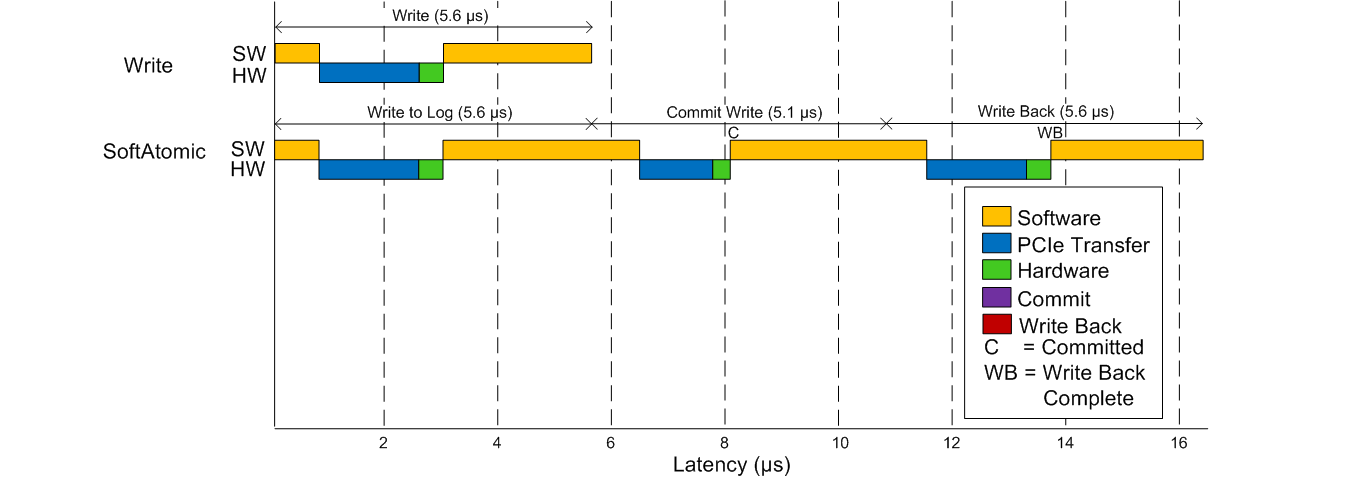 Write (5.6 µs)
Write
SW
HW
Write to Log (5.6 µs)
Commit Write (5.1 µs)
Write Back (5.6 µs)
C
WB
SoftAtomic
SW
HW
Software
PCIe Transfer
Hardware
Commit
Write Back
C = Committed
WB = Write Back
Complete
2 4 6 8 10 12 14 16
Latency (µs)